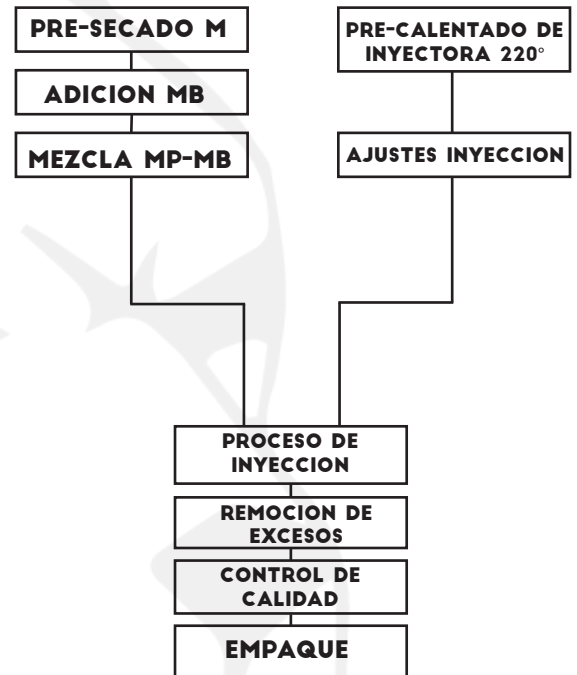 PRE-SECADO M
ADICION MB
MEZCLA MP-MB
PRE-CALENTADO DE
INYECTORA 220°
AJUSTES INYECCION
PROCESO DE
INYECCION
REMOCION DE
EXCESOS
CONTROL DE
CALIDAD
EMPAQUE